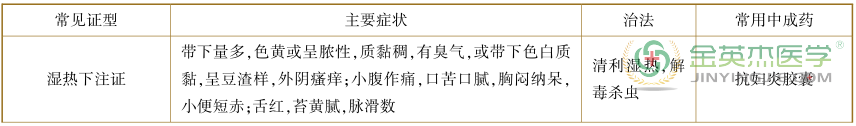 常见证型 主要症状 治法 常用中成药
湿热下注证
带下量多,色黄或呈脓性,质黏稠,有臭气,或带下色白质
黏,呈豆渣样,外阴瘙痒;小腹作痛,口苦口腻,胸闷纳呆,
小便短赤;舌红,苔黄腻,脉滑数
清利湿热,解
毒杀虫
抗妇炎胶囊
金英杰医学
JINYINGJIE.COM